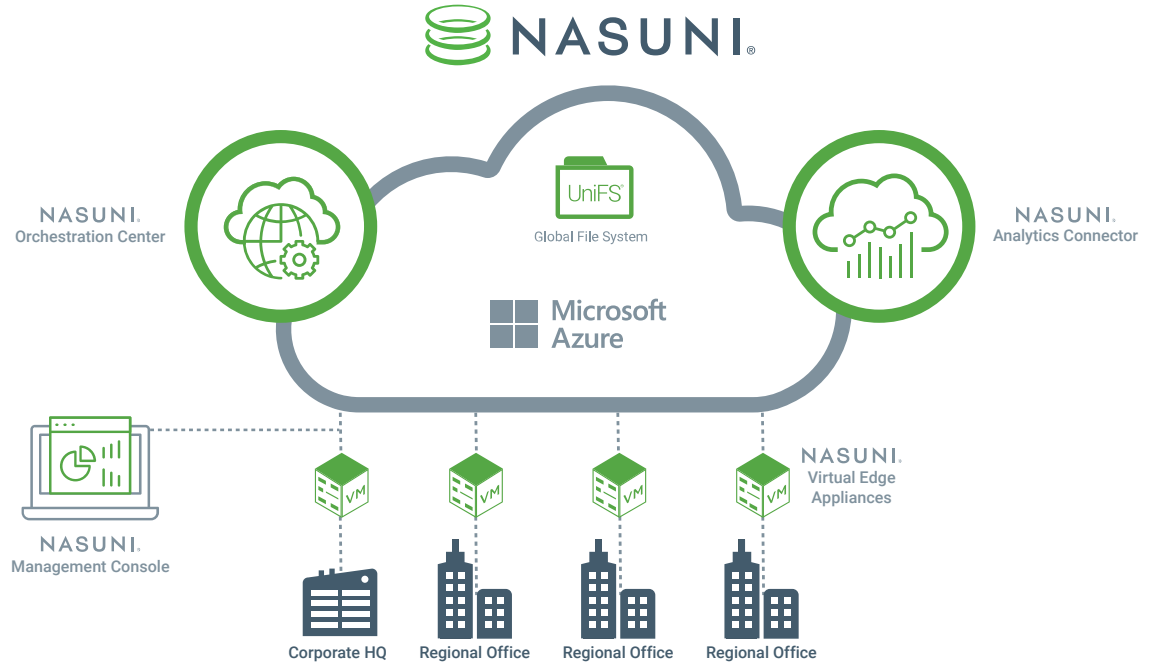 NASUNI®
UniFS®
Global File System
NASUNI®
Orchestration Center
NASUNI®
Analytics Connector
Microsoft
Azure
NASUNI®
Virtual Edge
Appliances
VM
VM
VM
VM
NASUNI®
Management Console
Corporate HQ
Regional Office
Regional Office
Regional Office